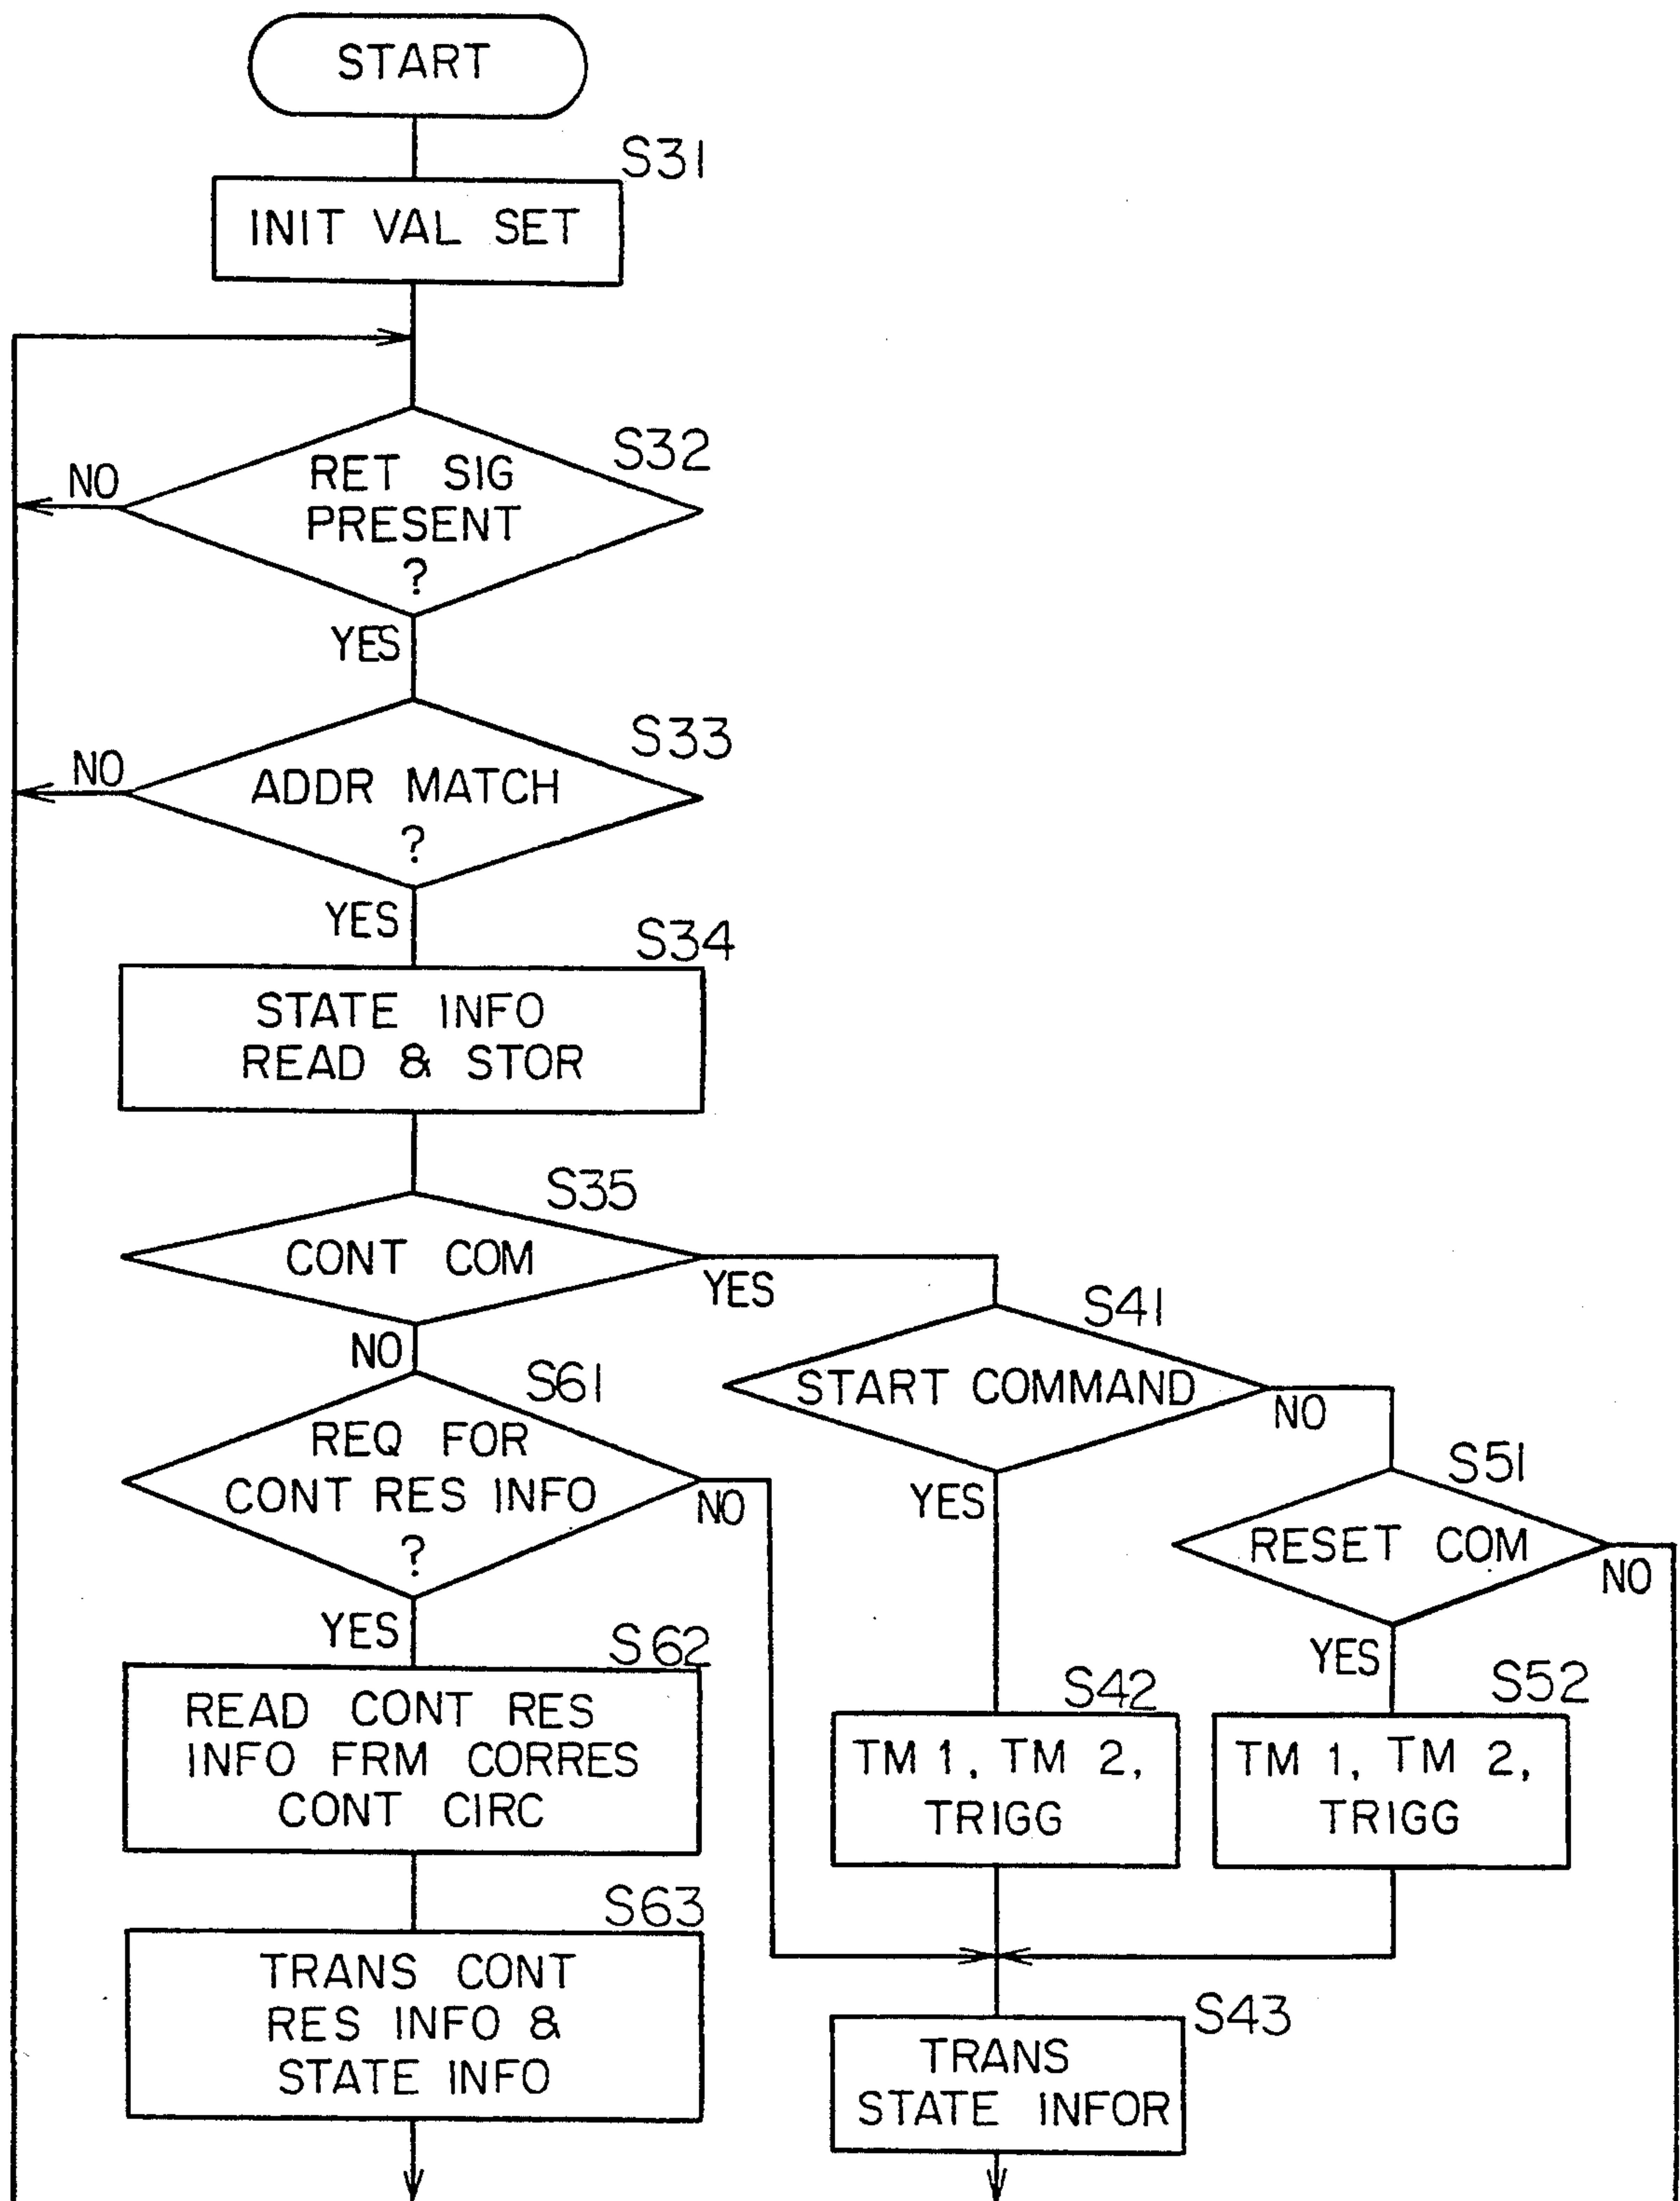 START
S31
INIT VAL SET
S32
RET SIG
PRESENT
?
NO
YES
S33
ADDR MATCH
?
NO
YES
S34
STATE INFO
READ & STOR
S35
CONT COM
YES
NO
S41
START COMMAND
NO
YES
S61
REQ FOR
CONT RES INFO
?
NO
YES
S51
RESET COM
NO
YES
S62
READ CONT RES
INFO FRM CORRES
CONT CIRC
S42
TM 1, TM 2,
TRIGG
S52
TM 1, TM 2,
TRIGG
S63
TRANS CONT
RES INFO &
STATE INFO
S43
TRANS
STATE INFOR